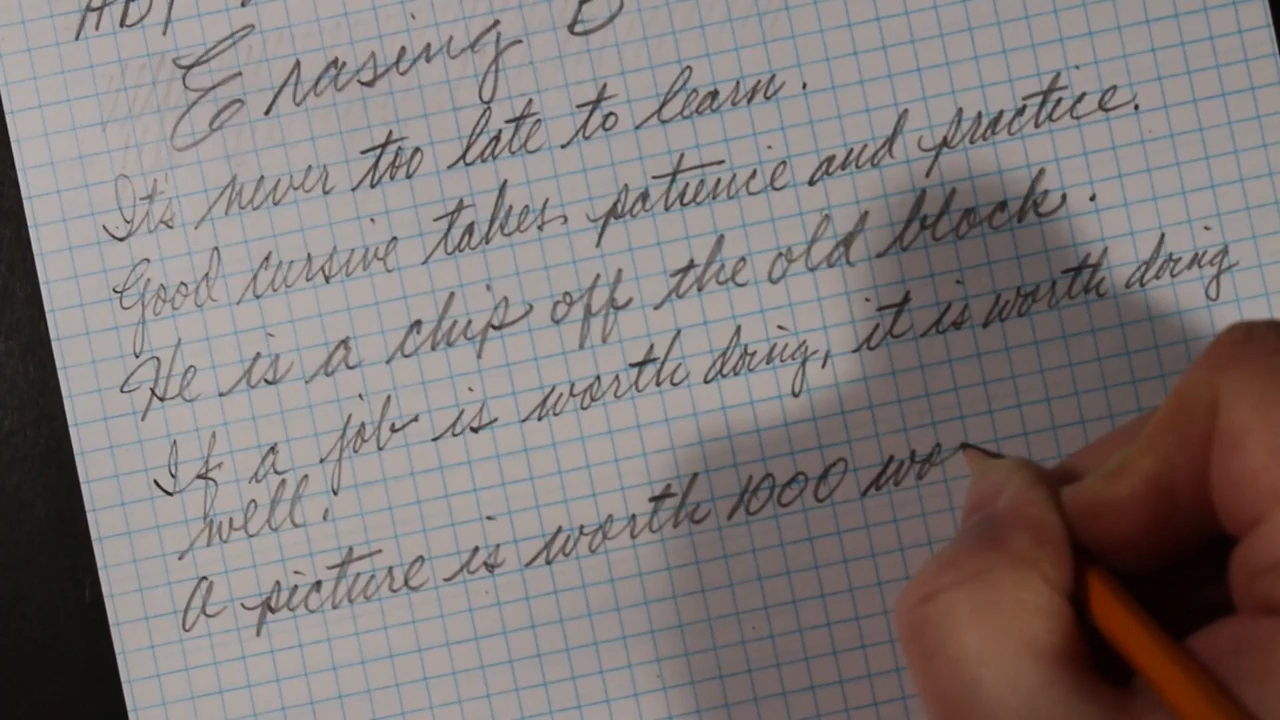 Erasing
It's never too late to learn.
Good cursive takes patience and practice.
He is a chip off the old block.
If a job is worth doing, it is worth doing
well.
A picture is worth 1000 wo